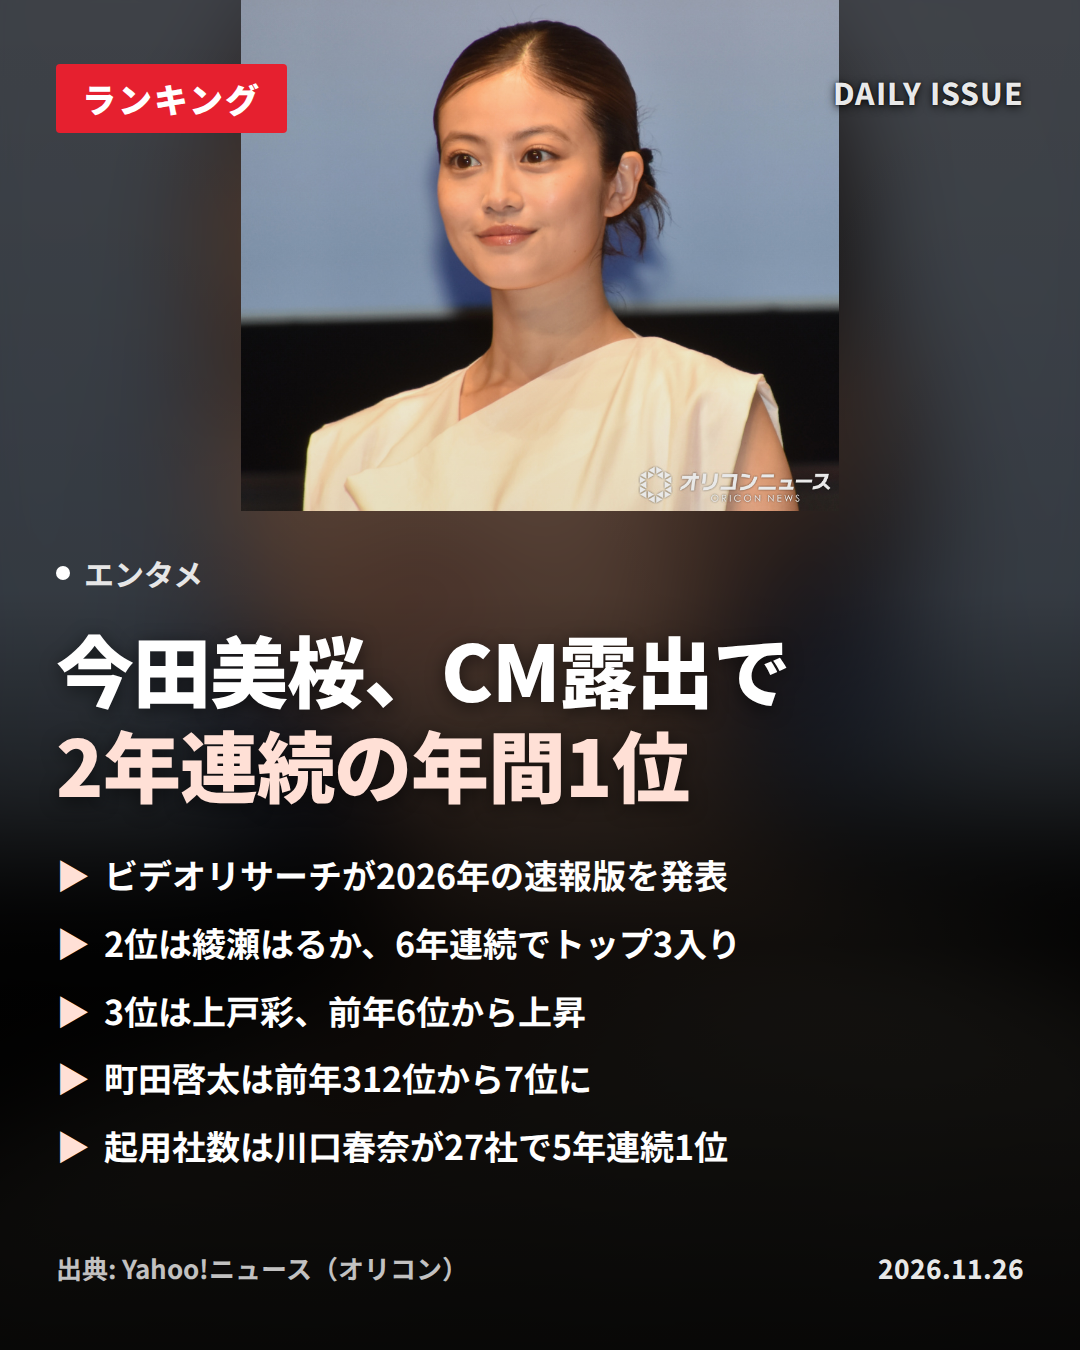 ランキング
DAILY ISSUE
オリコンニュース
ORICON NEWS
エンタメ
今田美桜、CM露出で
2年連続の年間1位
▶ ビデオリサーチが2026年の速報版を発表
▶ 2位は綾瀬はるか、6年連続でトップ3入り
▶ 3位は上戸彩、前年6位から上昇
▶ 町田啓太は前年312位から7位に
▶ 起用社数は川口春奈が27社で5年連続1位
出典: Yahoo!ニュース（オリコン）
2026.11.26